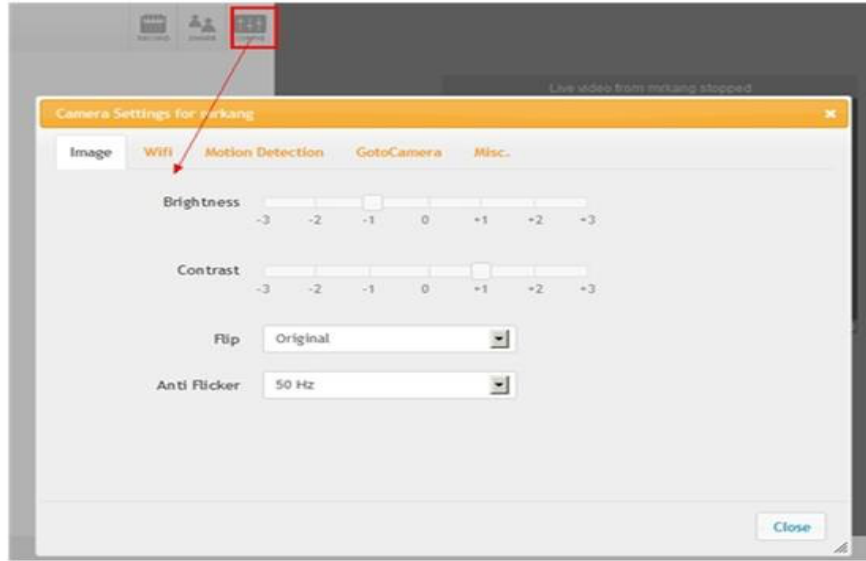 Live video from mrkang stopped
Camera Settings for mrkang
Image Wifi Motion Detection GotoCamera Misc.
Brightness
-3 -2 -1 0 +1 +2 +3
Contrast
-3 -2 -1 0 +1 +2 +3
Flip Original
Anti Flicker 50 Hz
Close